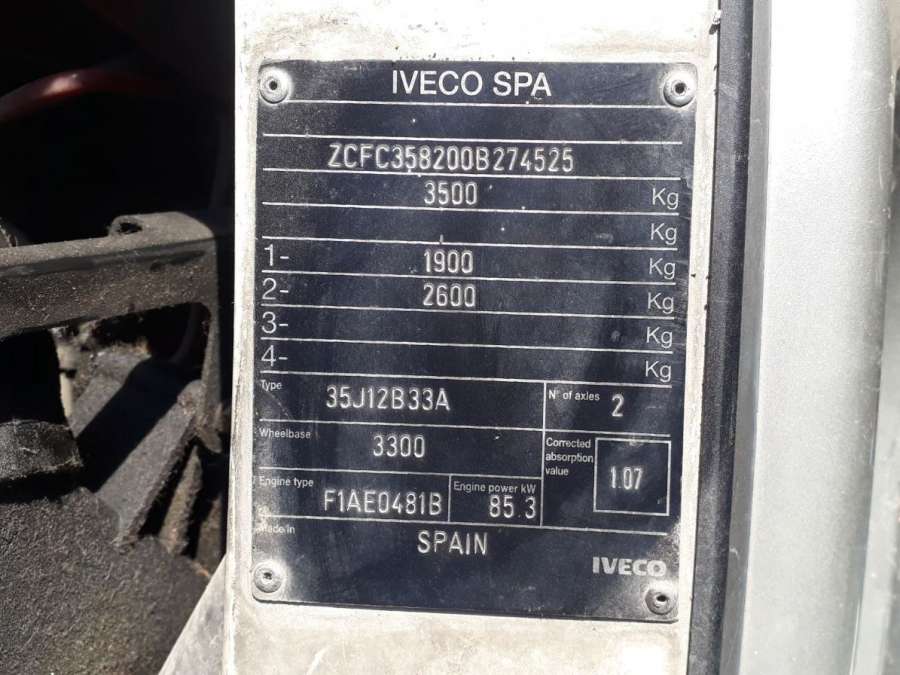 IVECO SPA
ZCFC358200B274525
3500 Kg
Kg
1- 1900 Kg
2- 2600 Kg
3- Kg
4- Kg
Type 35J12B33A N° of axles 2
Wheelbase 3300 Corrected absorption value 1.07
Engine type F1AE0481B Engine power kW 85.3
Made in SPAIN
IVECO